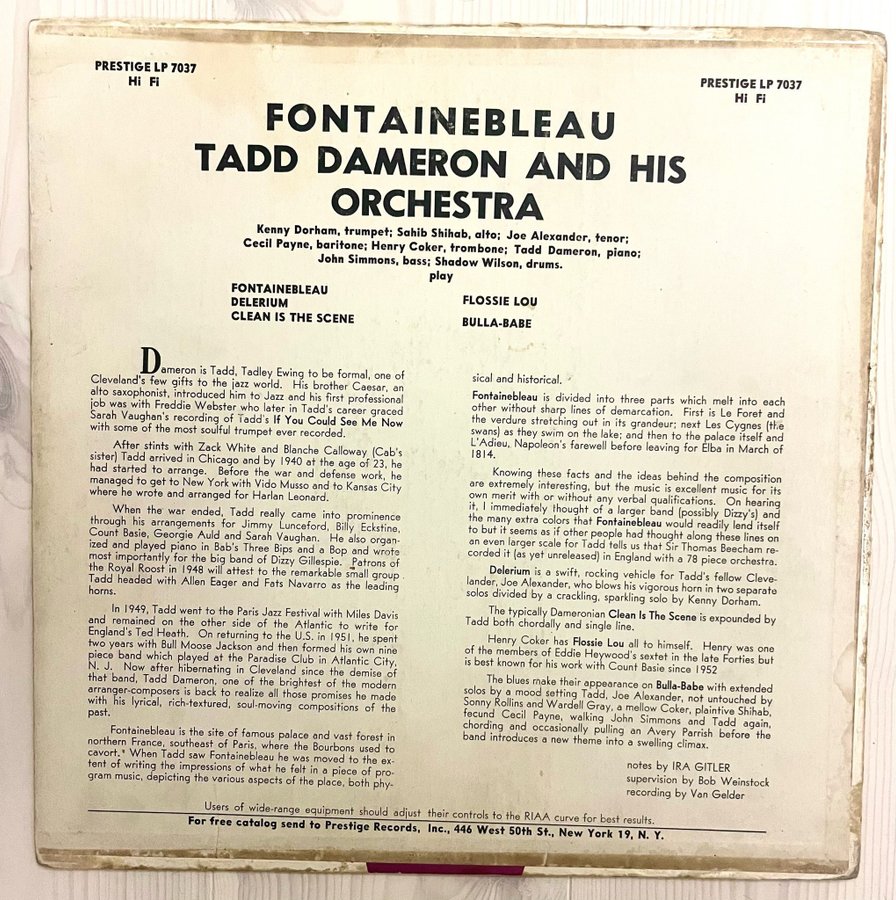 PRESTIGE LP 7037
Hi Fi
PRESTIGE LP 7037
Hi Fi
FONTAINEBLEAU
TADD DAMERON AND HIS
ORCHESTRA
Kenny Dorham, trumpet; Sahib Shihab, alto; Joe Alexander, tenor;
Cecil Payne, baritone; Henry Coker, trombone; Tadd Dameron, piano;
John Simmons, bass; Shadow Wilson, drums.
play
FONTAINEBLEAU
DELERIUM
CLEAN IS THE SCENE
FLOSSIE LOU
BULLA-BABE
Dameron is Tadd, Tadley Ewing to be formal, one of
Cleveland's few gifts to the jazz world. His brother Caesar, an
alto saxophonist, introduced him to Jazz and his first professional
job was with Freddie Webster who later in Tadd's career graced
Sarah Vaughan's recording of Tadd's If You Could See Me Now
with some of the most soulful trumpet ever recorded.
After stints with Zack White and Blanche Calloway (Cab's
sister) Tadd arrived in Chicago and by 1940 at the age of 23, he
had started to arrange. Before the war and defense work, he
managed to get to New York with Vido Musso and to Kansas City
where he wrote and arranged for Harlan Leonard.
When the war ended, Tadd really came into prominence
through his arrangements for Jimmy Lunceford, Billy Eckstine,
Count Basie, Georgie Auld and Sarah Vaughan. He also organ-
ized and played piano in Bab's Three Bips and a Bop and wrote
most importantly for the big band of Dizzy Gillespie. Patrons of
the Royal Roost in 1948 will attest to the remarkable small group
Tadd headed with Allen Eager and Fats Navarro as the leading
horns.
In 1949, Tadd went to the Paris Jazz Festival with Miles Davis
and remained on the other side of the Atlantic to write for
England's Ted Heath. On returning to the U.S. in 1951, he spent
two years with Bull Moose Jackson and then formed his own nine
piece band which played at the Paradise Club in Atlantic City,
N. J. Now after hibernating in Cleveland since the demise of
that band, Tadd Dameron, one of the brightest of the modern
arranger-composers is back to realize all those promises he made
with his lyrical, rich-textured, soul-moving compositions of the
past.
Fontainebleau is the site of famous palace and vast forest in
northern France, southeast of Paris, where the Bourbons used to
cavort.* When Tadd saw Fontainebleau he was moved to the ex-
tent of writing the impressions of what he felt in a piece of pro-
gram music, depicting the various aspects of the place, both phy-
sical and historical.
Fontainebleau is divided into three parts which melt into each
other without sharp lines of demarcation. First is Le Foret and
the verdure stretching out in its grandeur; next Les Cygnes (the
swans) as they swim on the lake; and then to the palace itself and
L'Adieu, Napoleon's farewell before leaving for Elba in March of
1814.
Knowing these facts and the ideas behind the composition
are extremely interesting, but the music is excellent music for its
own merit with or without any verbal qualifications. On hearing
it, I immediately thought of a larger band (possibly Dizzy's) and
the many extra colors that Fontainebleau would readily lend itself
to but it seems as if other people had thought along these lines on
an even larger scale for Tadd tells us that Sir Thomas Beecham re-
corded it (as yet unreleased) in England with a 78 piece orchestra.
Delerium is a swift, rocking vehicle for Tadd's fellow Cleve-
lander, Joe Alexander, who blows his vigorous horn in two separate
solos divided by a crackling, sparkling solo by Kenny Dorham.
The typically Dameronian Clean Is The Scene is expounded by
Tadd both chordally and single line.
Henry Coker has Flossie Lou all to himself. Henry was one
of the members of Eddie Heywood's sextet in the late Forties but
is best known for his work with Count Basie since 1952
The blues make their appearance on Bulla-Babe with extended
solos by a mood setting Tadd, Joe Alexander, not untouched by
Sonny Rollins and Wardell Gray, a mellow Coker, plaintive Shihab,
fecund Cecil Payne, walking John Simmons and Tadd again,
chording and occasionally pulling an Avery Parrish before the
band introduces a new theme into a swelling climax.
notes by IRA GITLER
supervision by Bob Weinstock
recording by Van Gelder
Users of wide-range equipment should adjust their controls to the RIAA curve for best results.
For free catalog send to Prestige Records, Inc., 446 West 50th St., New York 19, N. Y.